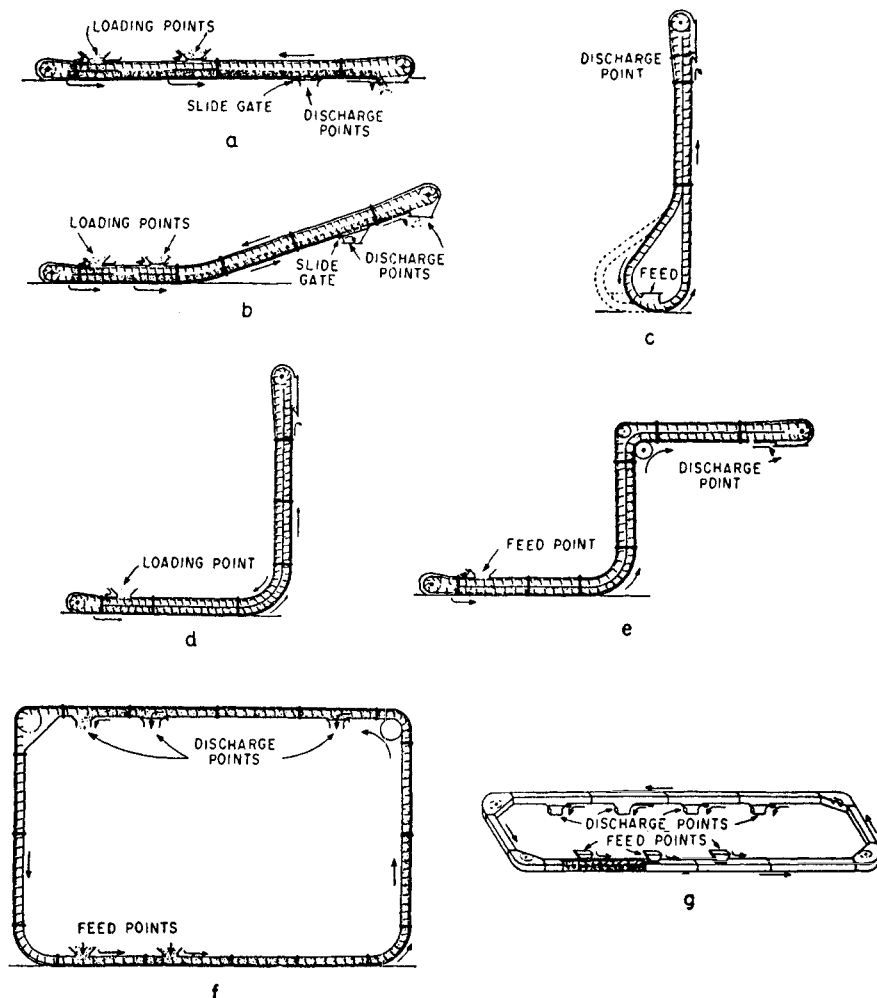 LOADING POINTS
SLIDE GATE
DISCHARGE
POINTS
a
LOADING POINTS
SLIDE
GATE
DISCHARGE
POINTS
b
DISCHARGE
POINT
FEED
c
LOADING POINT
d
FEED POINT
DISCHARGE
POINT
e
DISCHARGE
POINTS
FEED POINTS
f
DISCHARGE POINTS
FEED POINTS
g